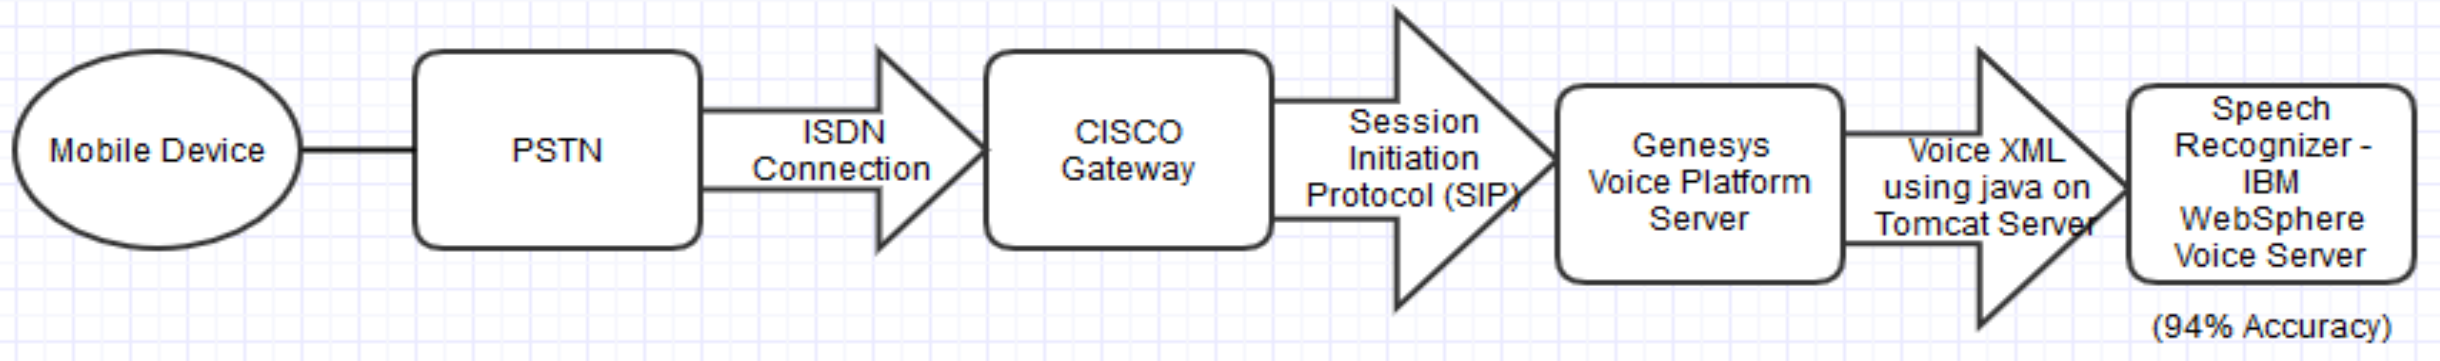 Mobile Device
PSTN
ISDN
Connection
CISCO
Gateway
Session
Initiation
Protocol (SIP)
Genesys
Voice Platform
Server
Voice XML
using java on
Tomcat Server
Speech
Recognizer -
IBM
WebSphere
Voice Server
(94% Accuracy)